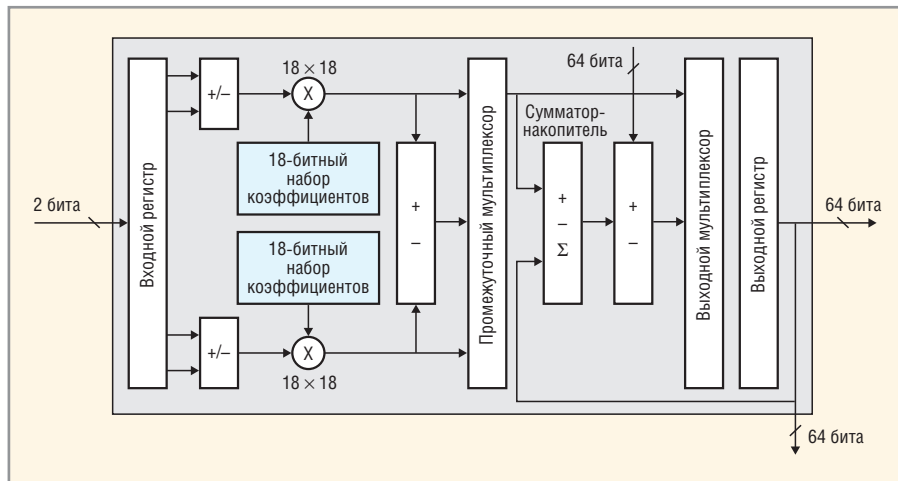 18 × 18
64 бита
+/–
X
Сумматор-
накопитель
18-битный
набор
коэффициентов
2 бита
Входной регистр
+
–
Промежуточный мультиплексор
+
–
Σ
+
–
Выходной мультиплексор
Выходной регистр
64 бита
18-битный
набор
коэффициентов
+/–
X
18 × 18
64 бита